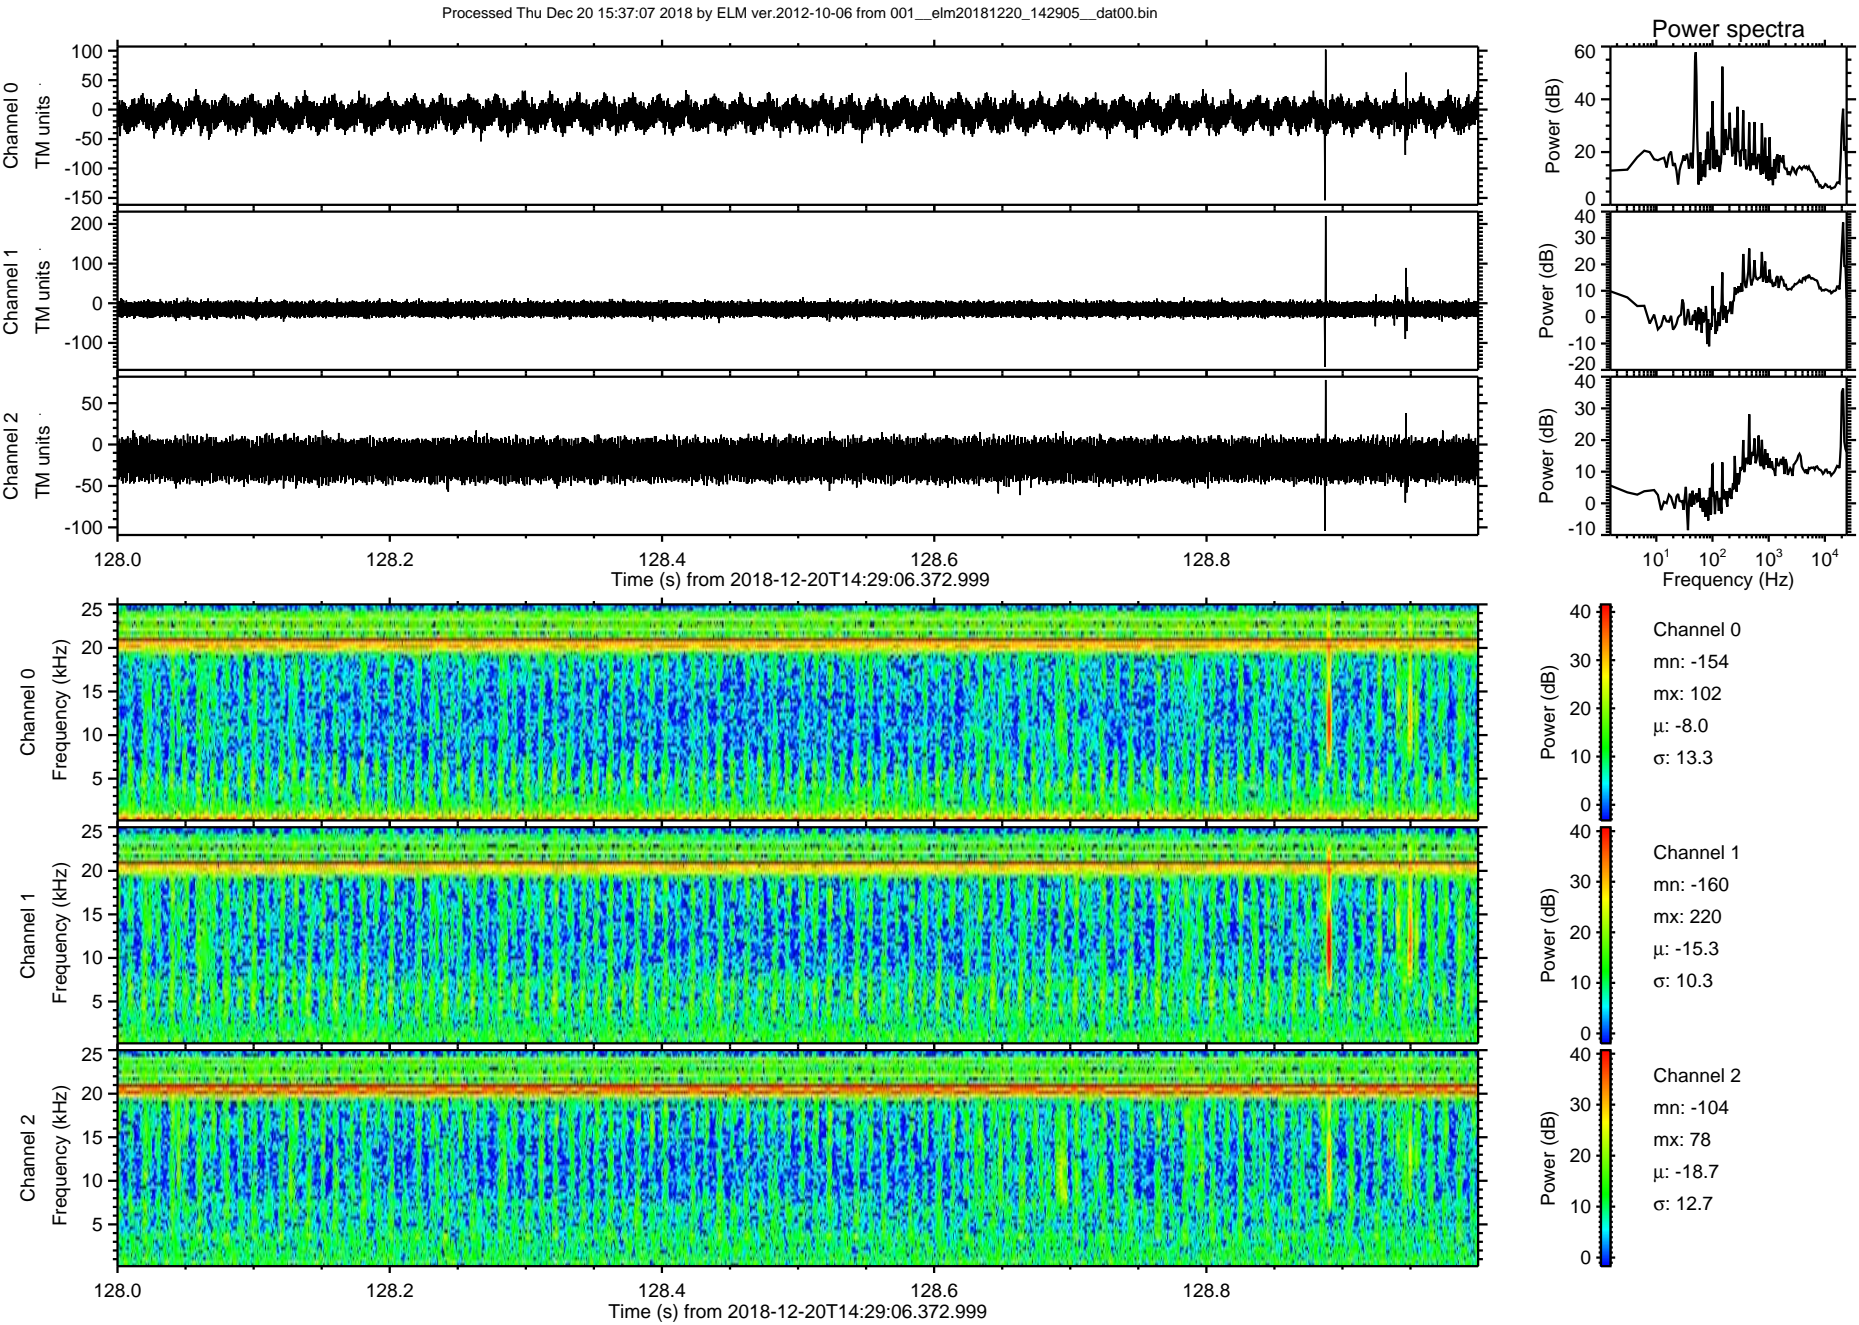 Processed Thu Dec 20 15:37:07 2018 by ELM ver.2012-10-06 from 001__elm20181220_142905__dat00.bin
Power spectra
Channel 0
TM units
100
50
0
-50
-100
-150
Power (dB)
60
40
20
0
Channel 1
TM units
200
100
0
-100
Power (dB)
40
30
20
10
0
-10
-20
Channel 2
TM units
50
0
-50
-100
Power (dB)
40
30
20
10
0
-10
128.0 128.2 128.4 128.6 128.8
Time (s) from 2018-12-20T14:29:06.372.999
10¹ 10² 10³ 10⁴
Frequency (Hz)
Channel 0
Frequency (kHz)
25
20
15
10
5
Power (dB)
40
30
20
10
0
Channel 0
mn: -154
mx: 102
μ: -8.0
σ: 13.3
Channel 1
Frequency (kHz)
25
20
15
10
5
Power (dB)
40
30
20
10
0
Channel 1
mn: -160
mx: 220
μ: -15.3
σ: 10.3
Channel 2
Frequency (kHz)
25
20
15
10
5
Power (dB)
40
30
20
10
0
Channel 2
mn: -104
mx: 78
μ: -18.7
σ: 12.7
128.0 128.2 128.4 128.6 128.8
Time (s) from 2018-12-20T14:29:06.372.999